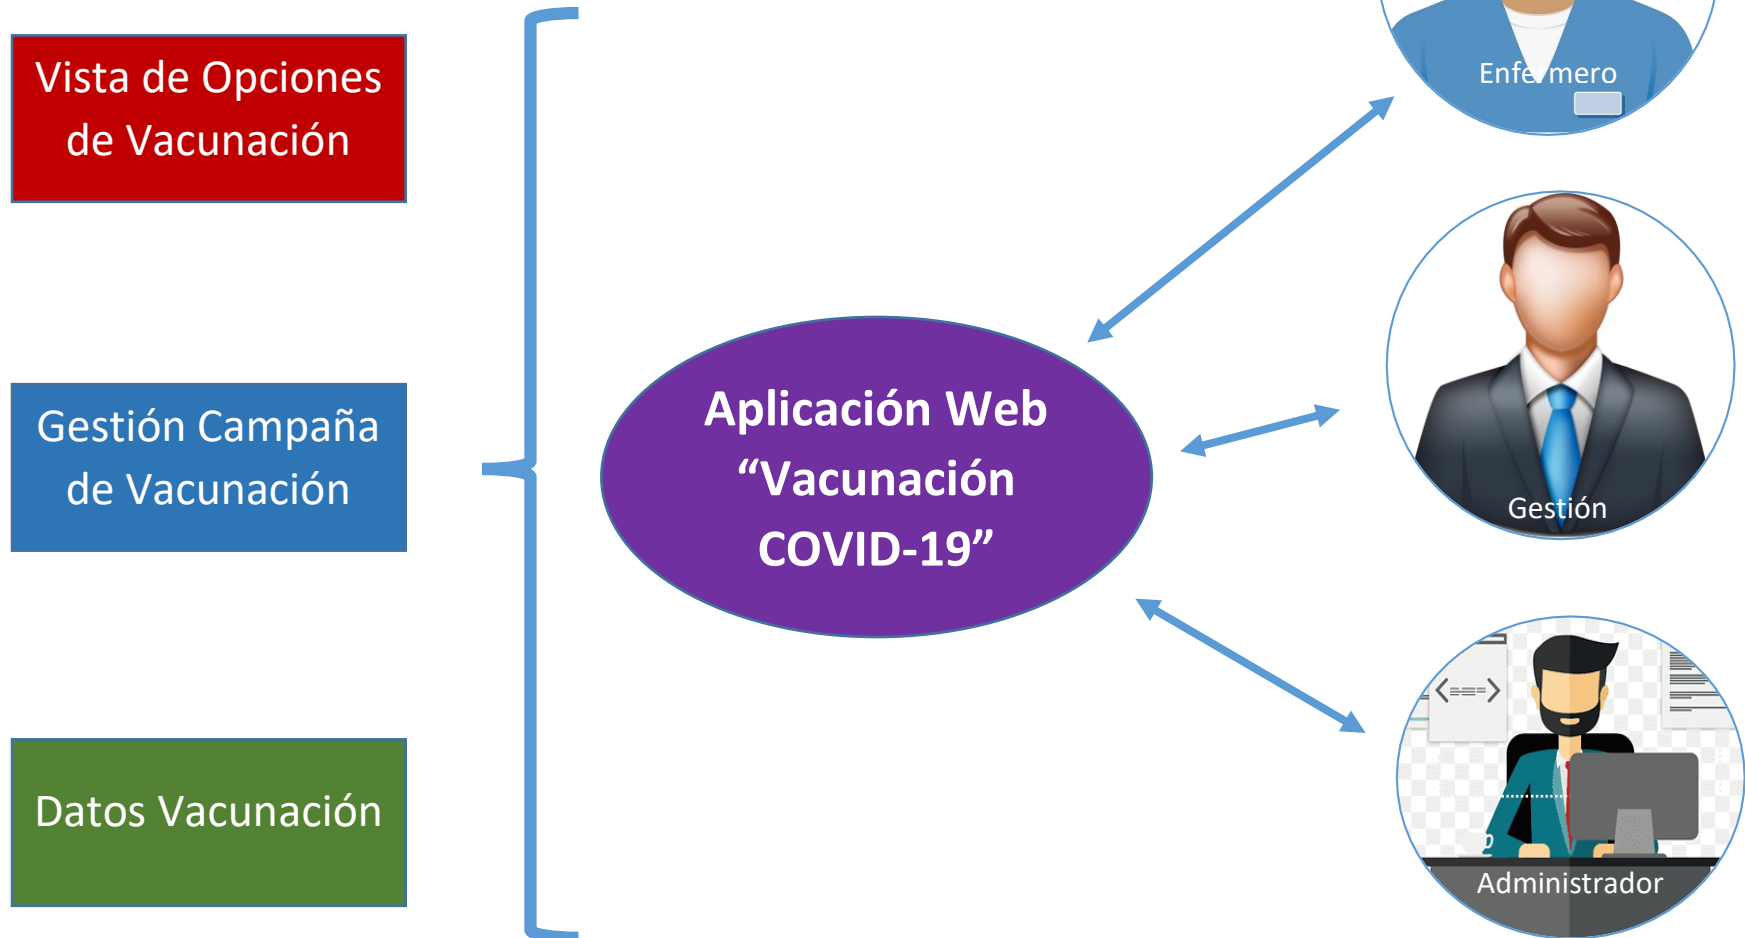 Vista de Opciones
de Vacunación
Gestión Campaña
de Vacunación
Datos Vacunación
Aplicación Web
“Vacunación
COVID-19”
Enfermero
Gestión
Administrador